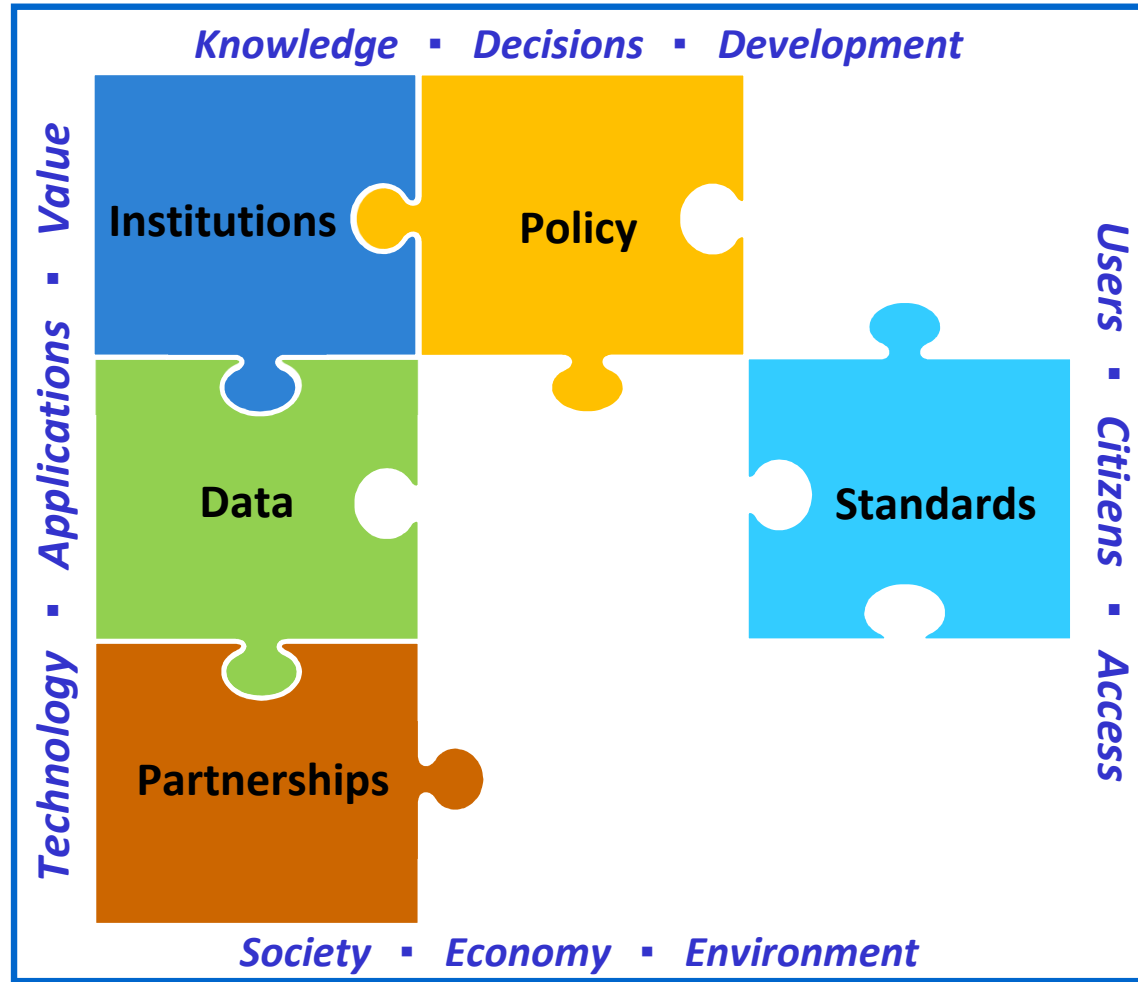 Knowledge ▪ Decisions ▪ Development
Technology ▪ Applications ▪ Value
Institutions
Policy
Data
Standards
Partnerships
Users ▪ Citizens ▪ Access
Society ▪ Economy ▪ Environment